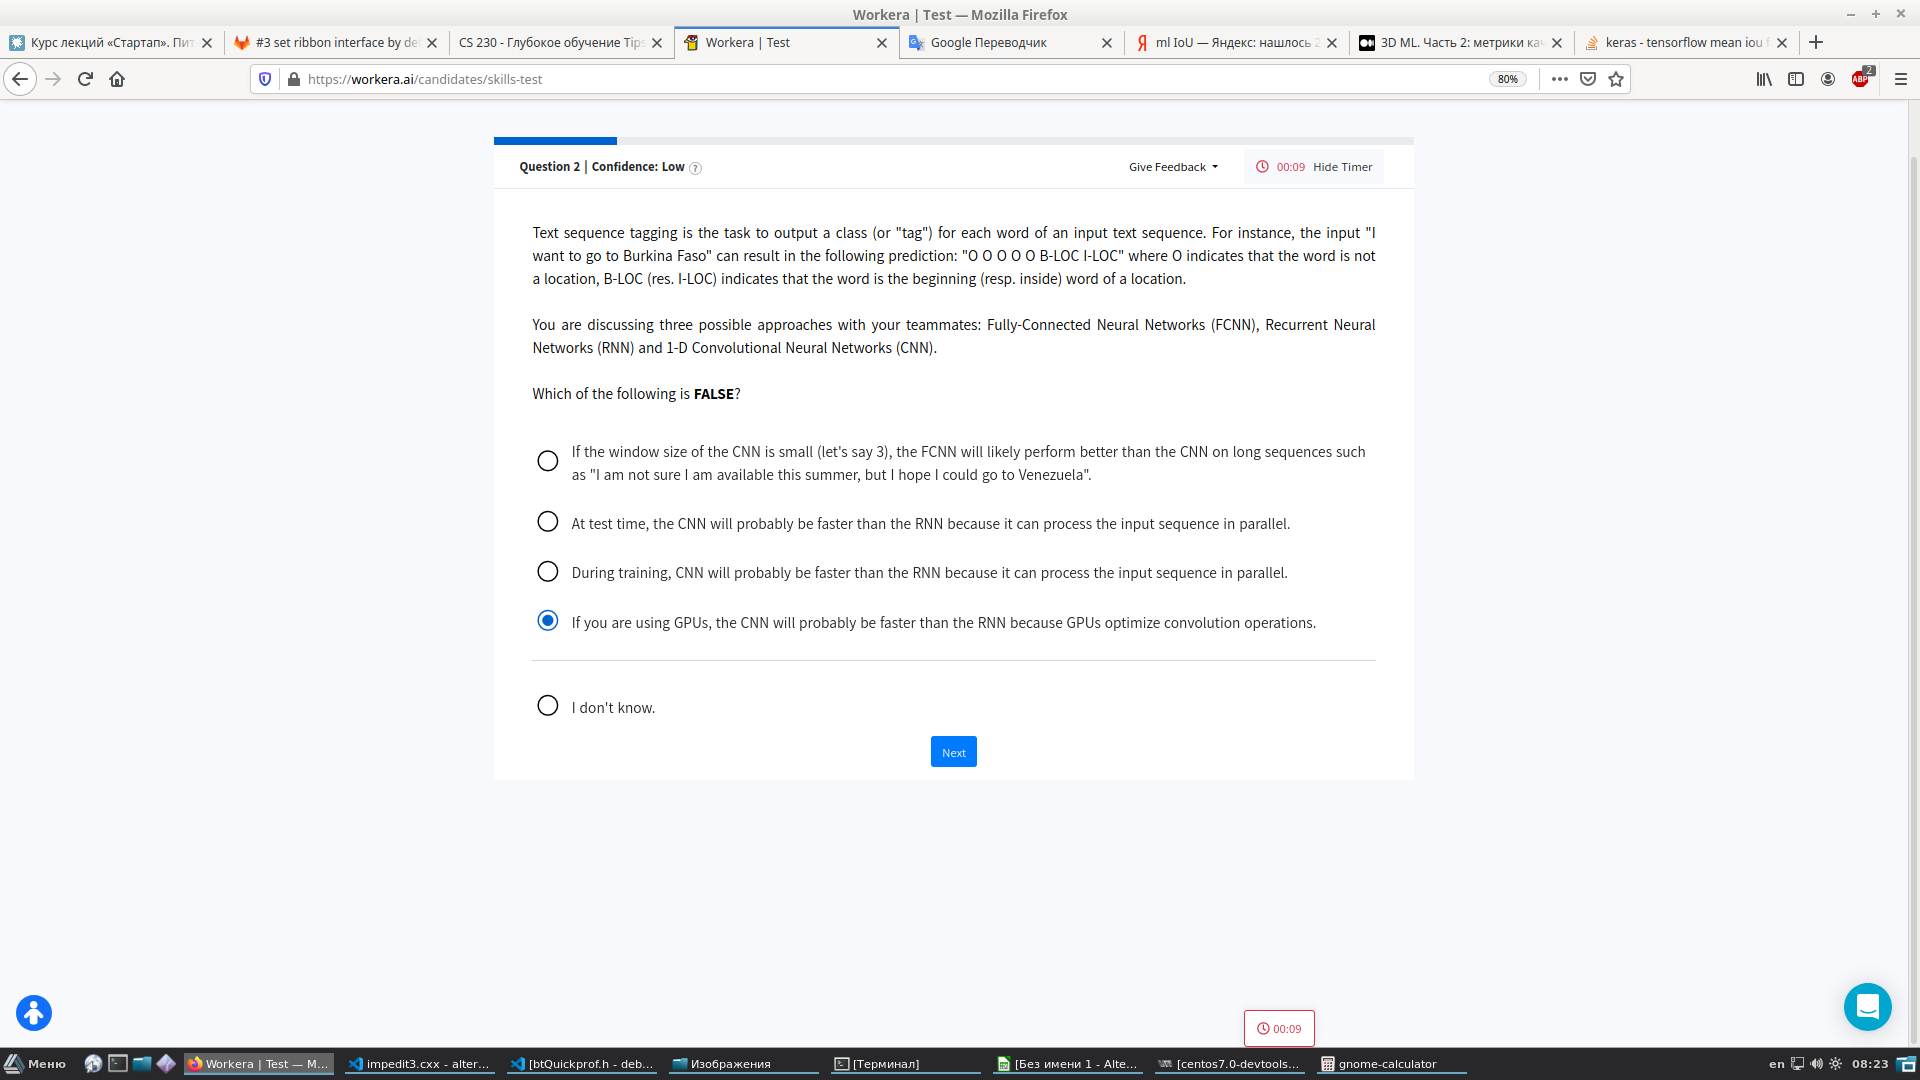 Workera | Test — Mozilla Firefox
Курс лекций «Стартап». Пит
#3 set ribbon interface by de
CS 230 - Глубокое обучение Tips
Workera | Test
Google Переводчик
ml IoU — Яндекс: нашлось 2
3D ML. Часть 2: метрики кач
keras - tensorflow mean iou f
https://workera.ai/candidates/skills-test
80%
ABP
2
Question 2 | Confidence: Low ?
Give Feedback
00:09 Hide Timer
Text sequence tagging is the task to output a class (or "tag") for each word of an input text sequence. For instance, the input "I
want to go to Burkina Faso" can result in the following prediction: "O O O O O B-LOC I-LOC" where O indicates that the word is not
a location, B-LOC (res. I-LOC) indicates that the word is the beginning (resp. inside) word of a location.
You are discussing three possible approaches with your teammates: Fully-Connected Neural Networks (FCNN), Recurrent Neural
Networks (RNN) and 1-D Convolutional Neural Networks (CNN).
Which of the following is FALSE?
If the window size of the CNN is small (let's say 3), the FCNN will likely perform better than the CNN on long sequences such
as "I am not sure I am available this summer, but I hope I could go to Venezuela".
At test time, the CNN will probably be faster than the RNN because it can process the input sequence in parallel.
During training, CNN will probably be faster than the RNN because it can process the input sequence in parallel.
If you are using GPUs, the CNN will probably be faster than the RNN because GPUs optimize convolution operations.
I don't know.
Next
00:09
Меню
Workera | Test — M...
impedit3.cxx - alter...
[btQuickprof.h - deb...
Изображения
[Терминал]
[Без имени 1 - Alte...
[centos7.0-devtools...
gnome-calculator
en
08:23